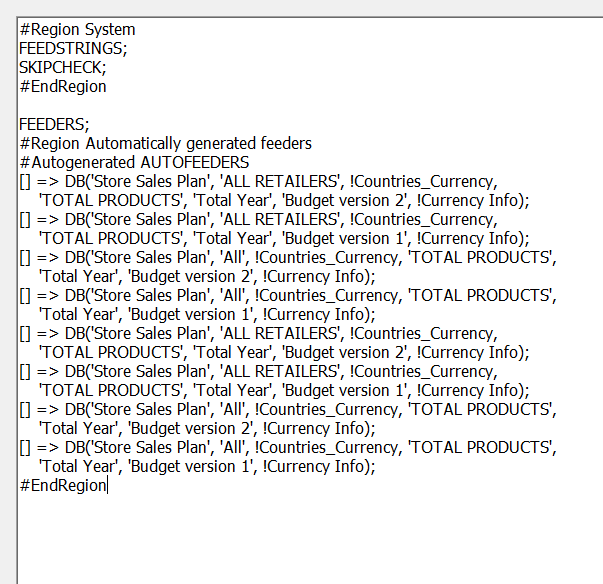 #Region System
FEEDSTRINGS;
SKIPCHECK;
#EndRegion

FEEDERS;
#Region Automatically generated feeders
#Autogenerated AUTOFEEDERS
[] => DB('Store Sales Plan', 'ALL RETAILERS', !Countries_Currency,
'TOTAL PRODUCTS', 'Total Year', 'Budget version 2', !Currency Info);
[] => DB('Store Sales Plan', 'ALL RETAILERS', !Countries_Currency,
'TOTAL PRODUCTS', 'Total Year', 'Budget version 1', !Currency Info);
[] => DB('Store Sales Plan', 'All', !Countries_Currency, 'TOTAL PRODUCTS',
'Total Year', 'Budget version 2', !Currency Info);
[] => DB('Store Sales Plan', 'All', !Countries_Currency, 'TOTAL PRODUCTS',
'Total Year', 'Budget version 1', !Currency Info);
[] => DB('Store Sales Plan', 'ALL RETAILERS', !Countries_Currency,
'TOTAL PRODUCTS', 'Total Year', 'Budget version 2', !Currency Info);
[] => DB('Store Sales Plan', 'ALL RETAILERS', !Countries_Currency,
'TOTAL PRODUCTS', 'Total Year', 'Budget version 1', !Currency Info);
[] => DB('Store Sales Plan', 'All', !Countries_Currency, 'TOTAL PRODUCTS',
'Total Year', 'Budget version 2', !Currency Info);
[] => DB('Store Sales Plan', 'All', !Countries_Currency, 'TOTAL PRODUCTS',
'Total Year', 'Budget version 1', !Currency Info);
#EndRegion